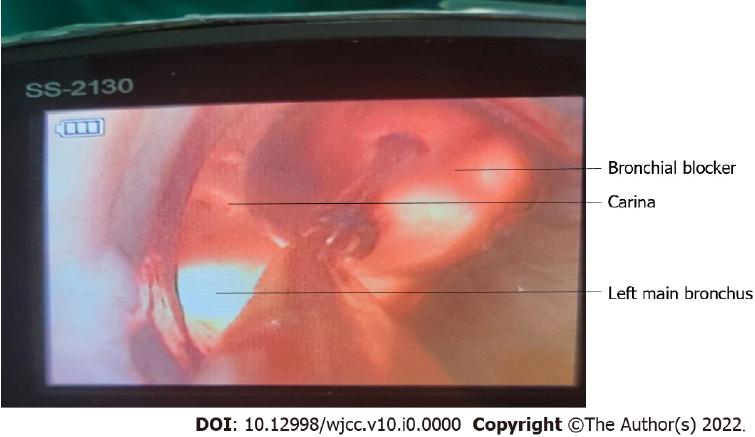 SS-2130
Bronchial blocker
Carina
Left main bronchus
DOI: 10.12998/wjcc.v10.i0.0000 Copyright ©The Author(s) 2022.